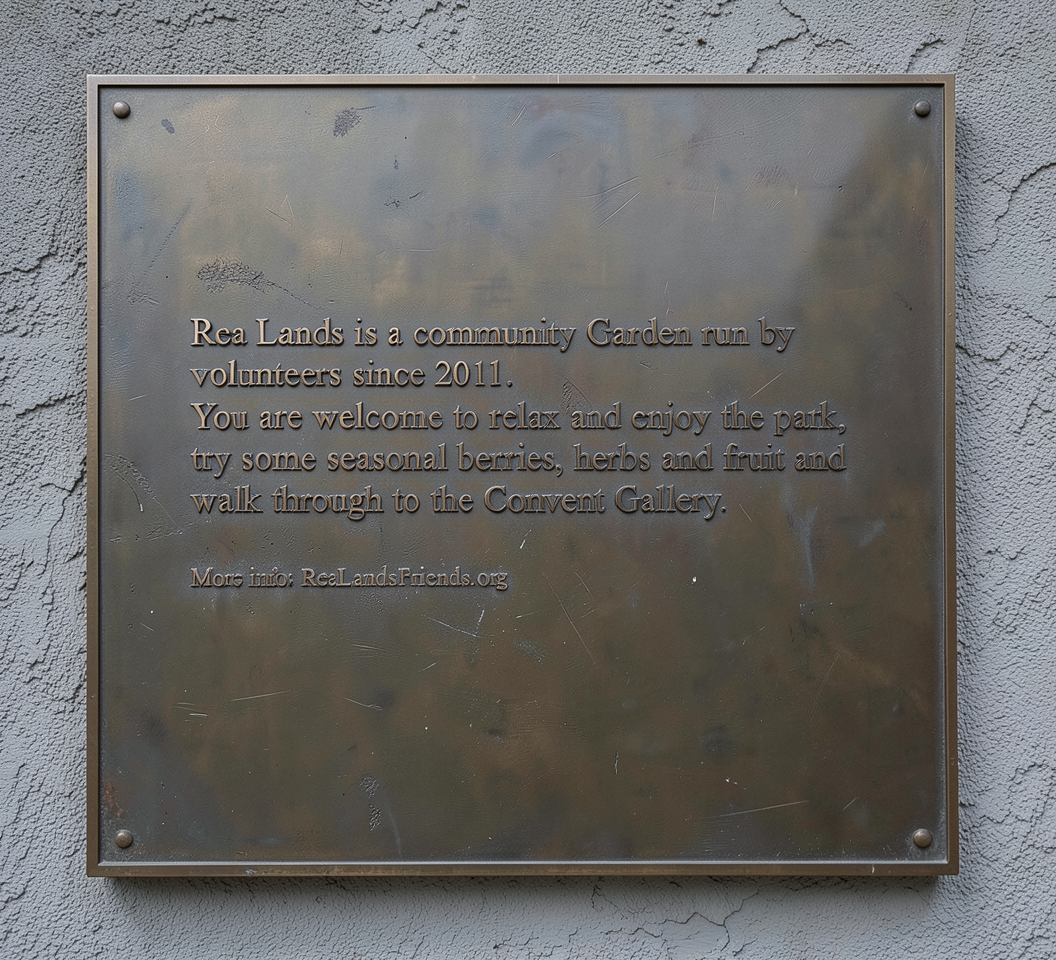 Rea Lands is a community Garden run by
volunteers since 2011.
You are welcome to relax and enjoy the park,
try some seasonal berries, herbs and fruit and
walk through to the Convent Gallery.
More info: ReaLandsFriends.org